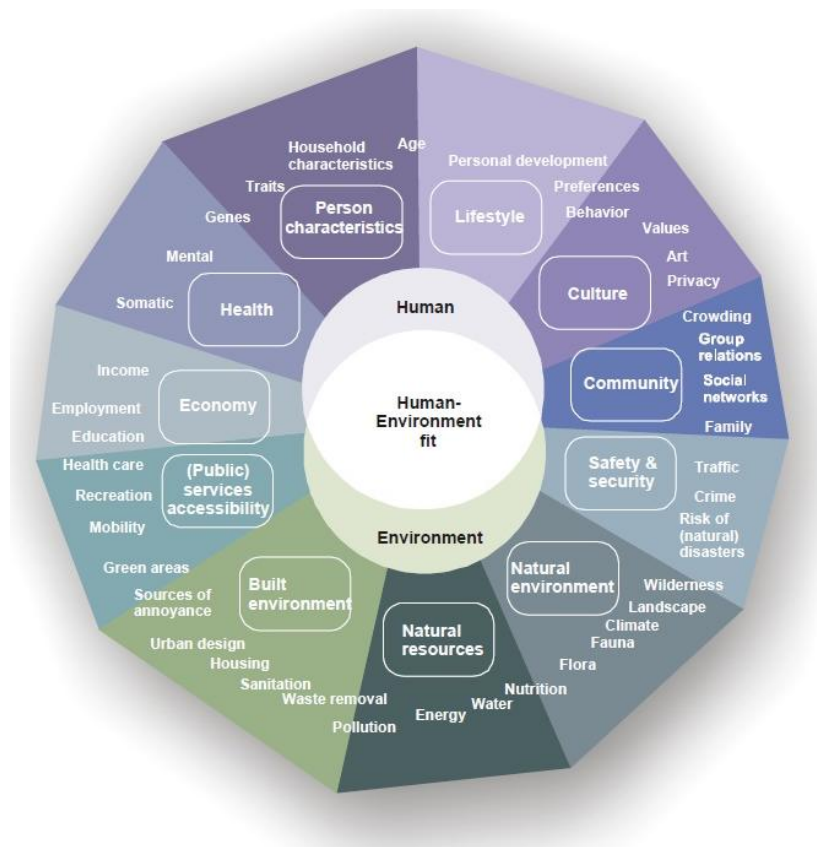 Age
Household
characteristics
Personal development
Traits
Preferences
Genes
Person
characteristics
Lifestyle
Behavior
Values
Mental
Art
Privacy
Somatic
Health
Human
Culture
Crowding
Group
relations
Income
Economy
Community
Social
networks
Employment
Human-
Environment
fit
Education
Family
Health care
(Public)
services
accessibility
Safety &
security
Traffic
Recreation
Crime
Mobility
Risk of
(natural)
disasters
Environment
Green areas
Built
environment
Natural
environment
Wilderness
Sources of
annoyance
Landscape
Climate
Urban design
Natural
resources
Fauna
Housing
Flora
Sanitation
Nutrition
Waste removal
Water
Energy
Pollution